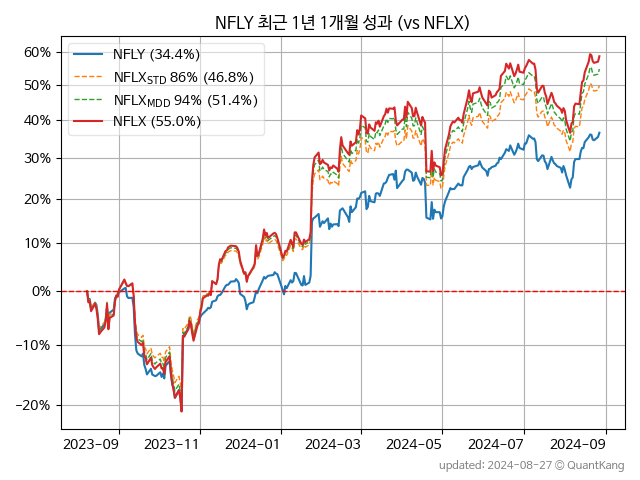 NFLY 최근 1년 1개월 성과 (vs NFLX)
NFLY (34.4%)
NFLXSTD 86% (46.8%)
NFLXMDD 94% (51.4%)
NFLX (55.0%)
60%
50%
40%
30%
20%
10%
0%
−10%
−20%
2023-09
2023-11
2024-01
2024-03
2024-05
2024-07
2024-09
updated: 2024-08-27 © QuantKang